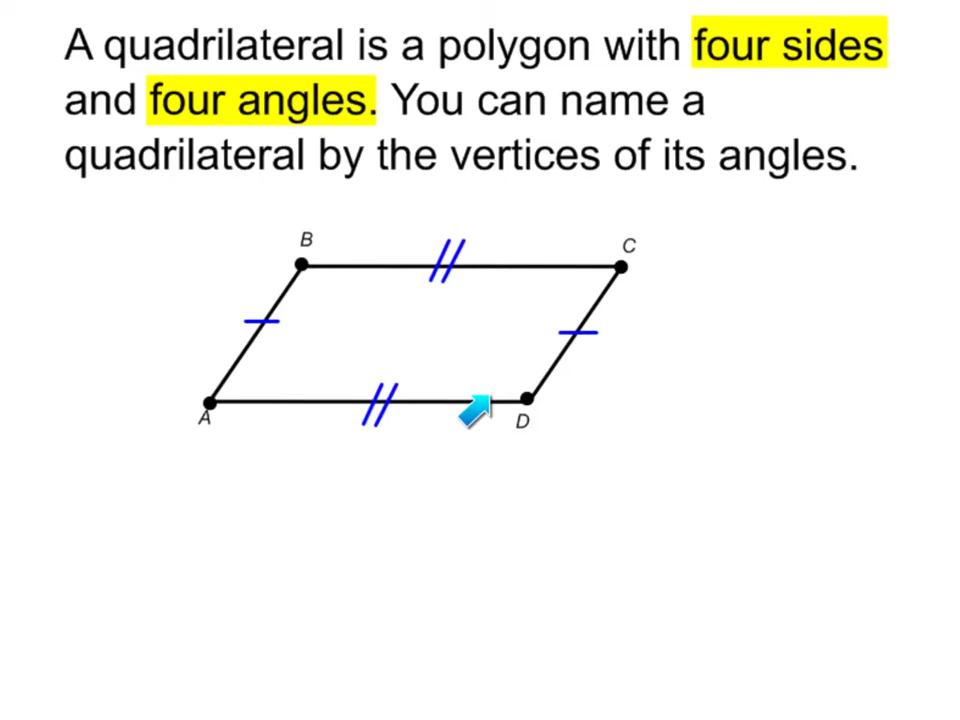 A quadrilateral is a polygon with four sides
and four angles. You can name a
quadrilateral by the vertices of its angles.
B
C
A
D